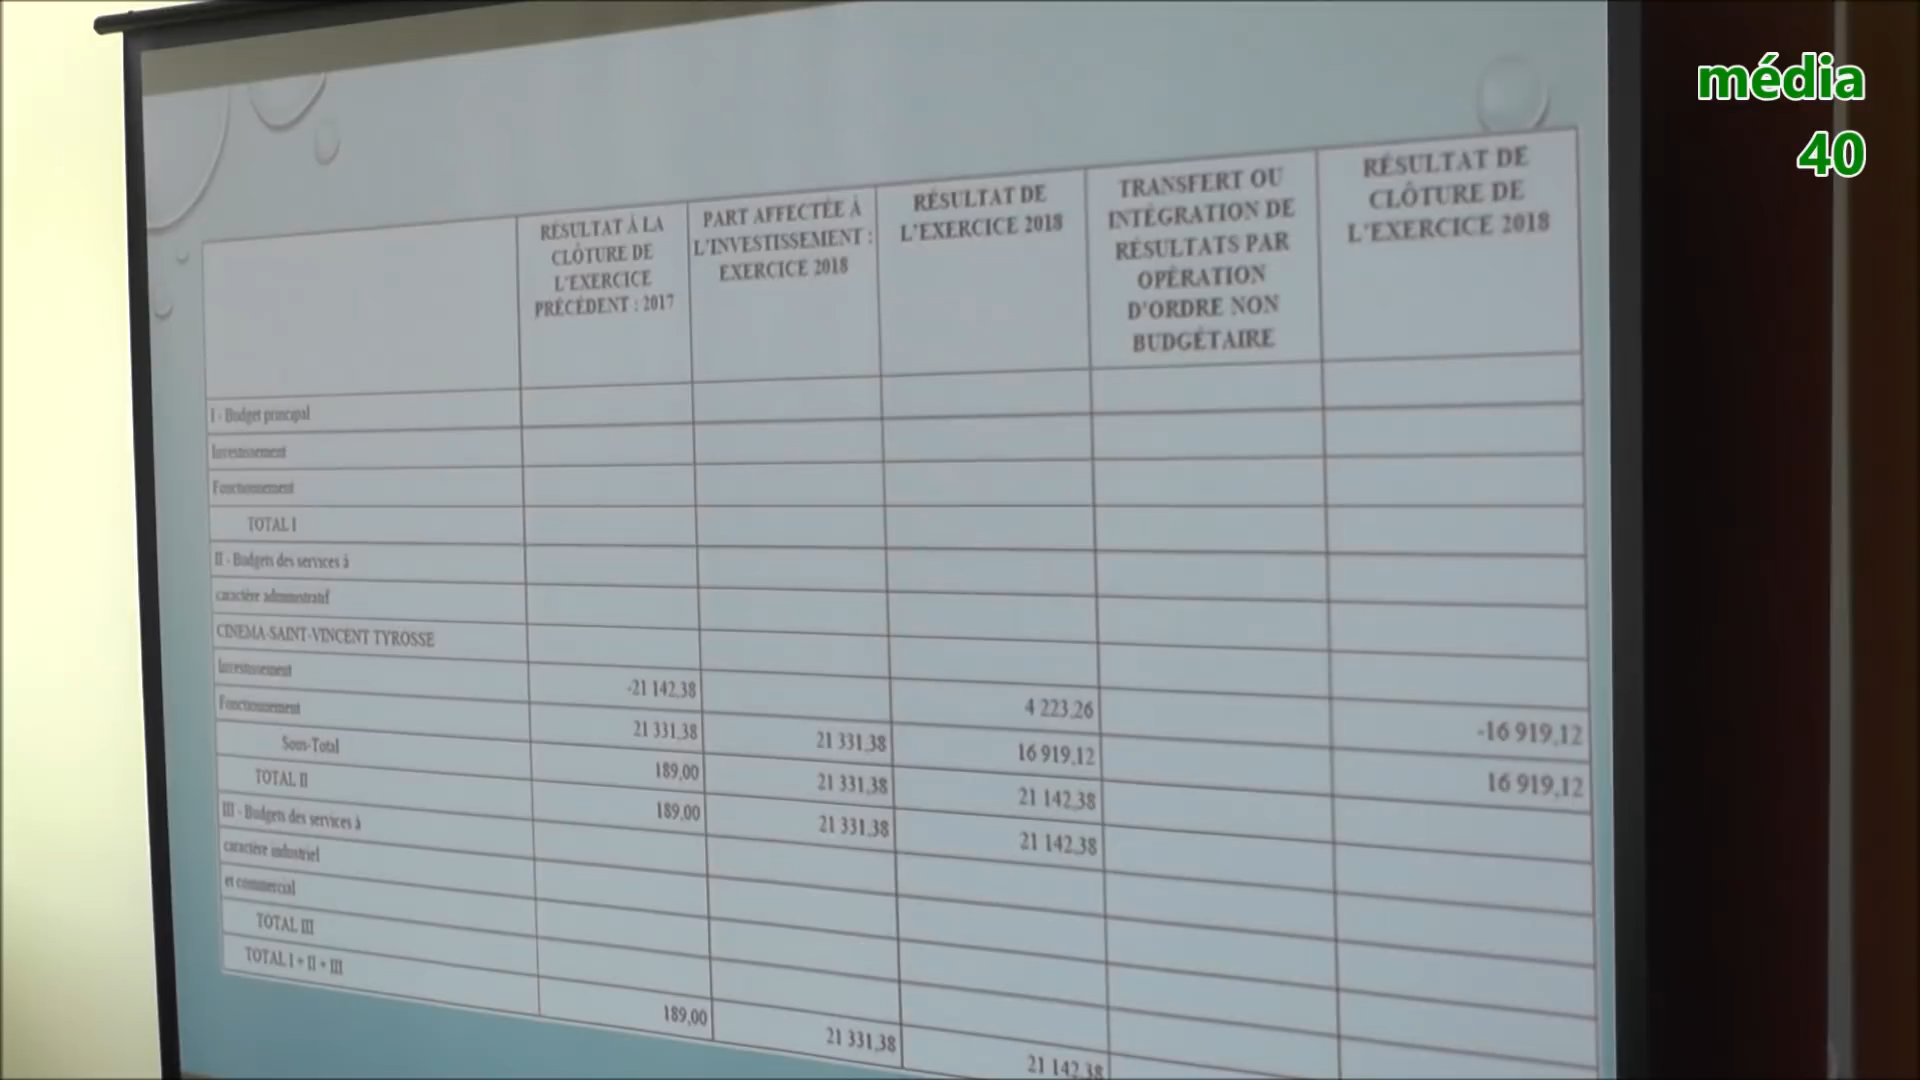 média
40
RÉSULTAT À LA
CLÔTURE DE
L'EXERCICE
PRÉCÉDENT : 2017
PART AFFECTÉE À
L'INVESTISSEMENT :
EXERCICE 2018
RÉSULTAT DE
L'EXERCICE 2018
TRANSFERT OU
INTÉGRATION DE
RÉSULTATS PAR
OPÉRATION
D'ORDRE NON
BUDGÉTAIRE
RÉSULTAT DE
CLÔTURE DE
L'EXERCICE 2018
I - Budget principal
Investissement
Fonctionnement
TOTAL I
II - Budgets des services à
caractère administratif
CINEMA-SAINT-VINCENT TYROSSE
Investissement -21 142,38 4 223,26 -16 919,12
Fonctionnement 21 331,38 21 331,38 16 919,12 16 919,12
Sous-Total 189,00 21 331,38 21 142,38
TOTAL II 189,00 21 331,38 21 142,38
III - Budgets des services à
caractère industriel
et commercial
TOTAL III
TOTAL I + II + III 189,00 21 331,38 21 142,38